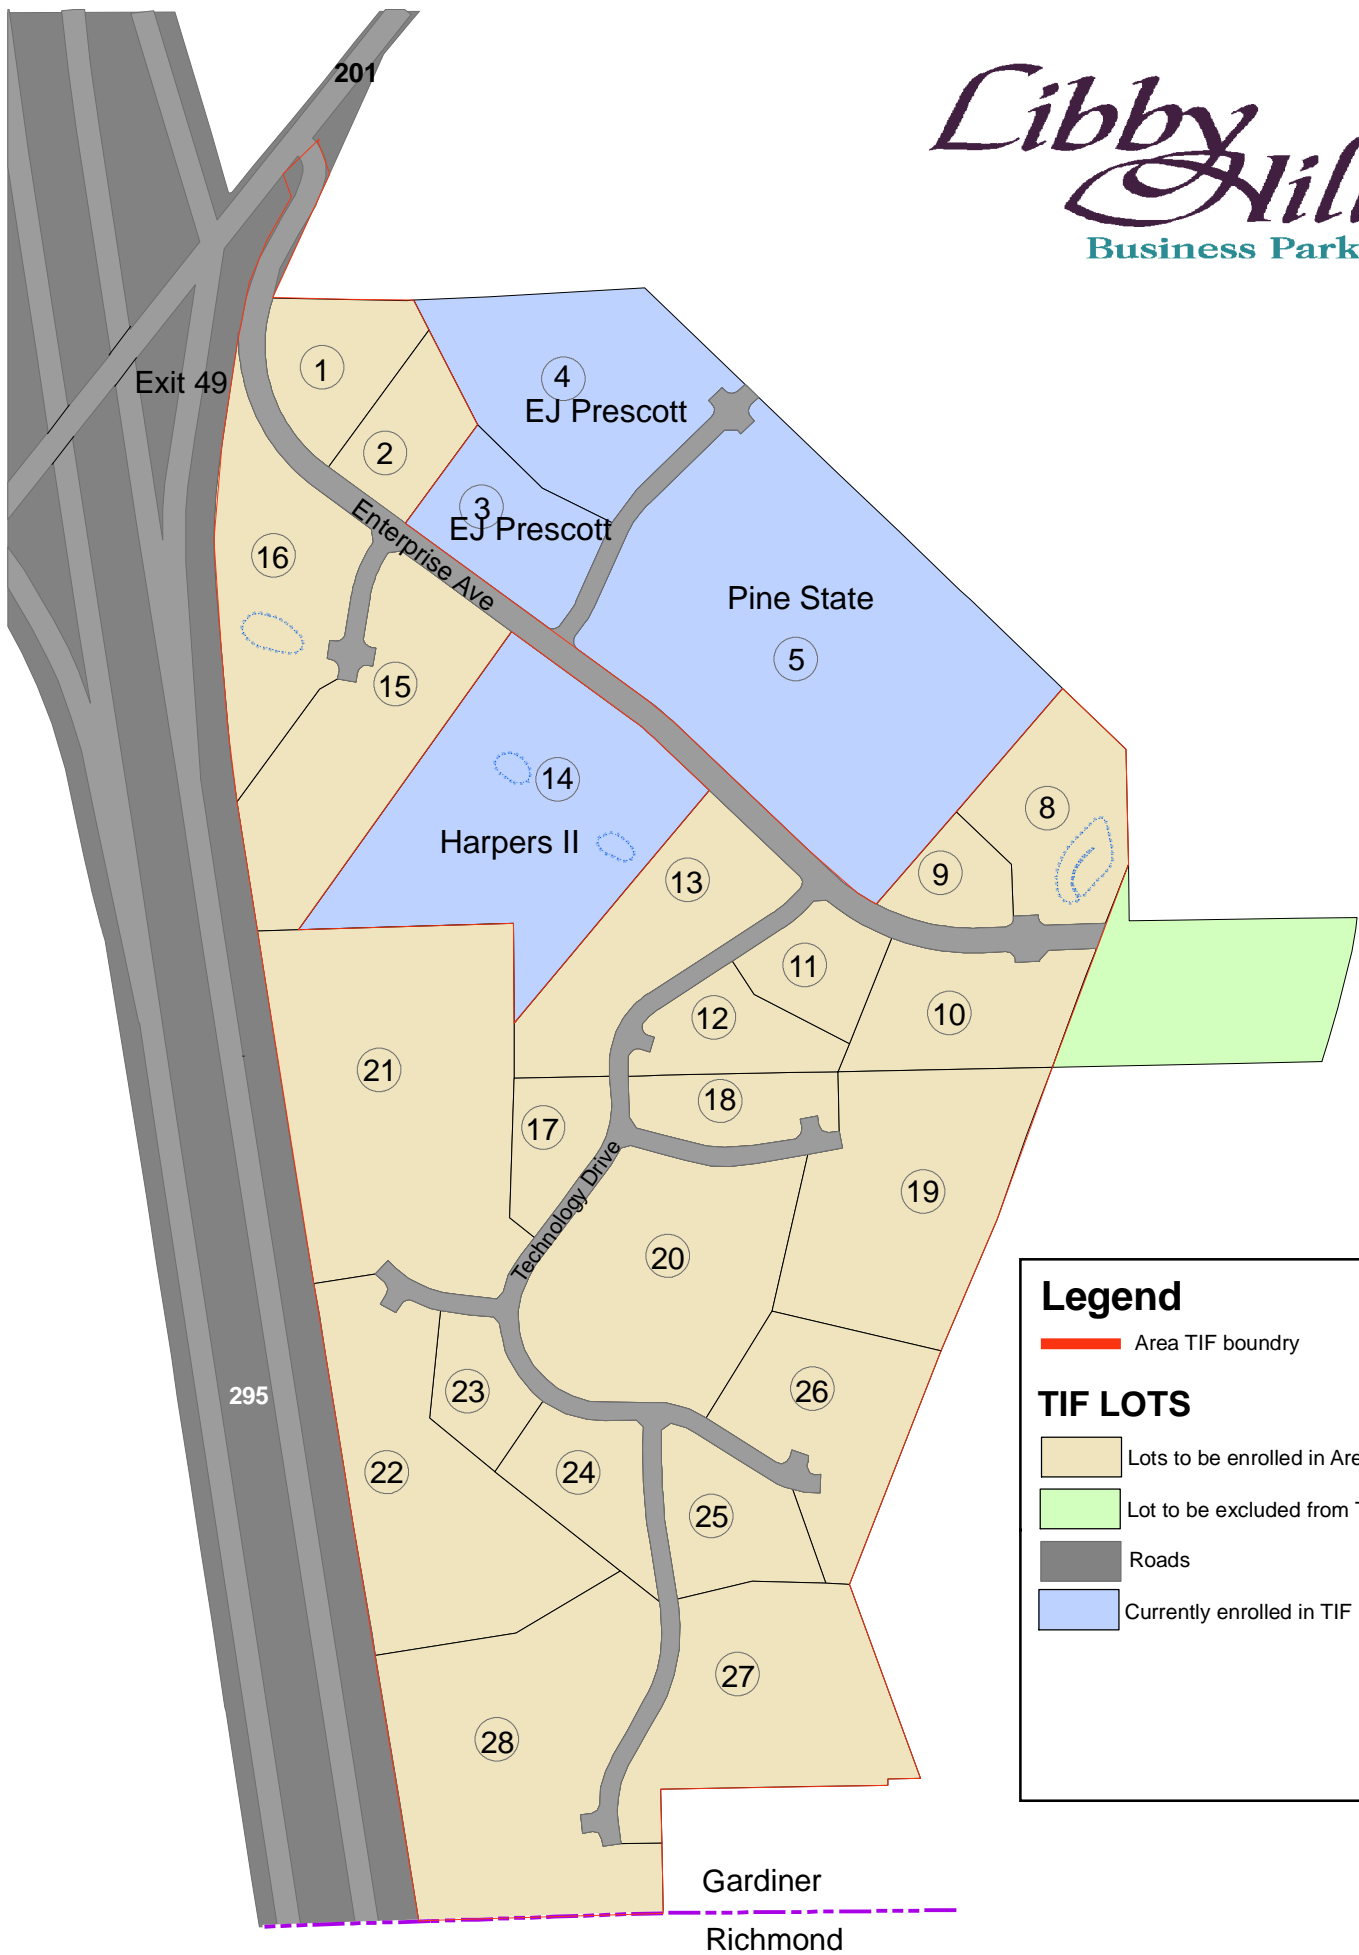 201
Libby
Hill
Business Park
Exit 49
1
2
4
EJ Prescott
3
EJ Prescott
Enterprise Ave
16
15
Pine State
5
14
Harpers II
13
8
9
11
12
10
21
17
18
Technology Drive
19
20
295
23
26
22
24
25
27
28
Legend
Area TIF boundry
TIF LOTS
Lots to be enrolled in Are
Lot to be excluded from T
Roads
Currently enrolled in TIF
Gardiner
Richmond